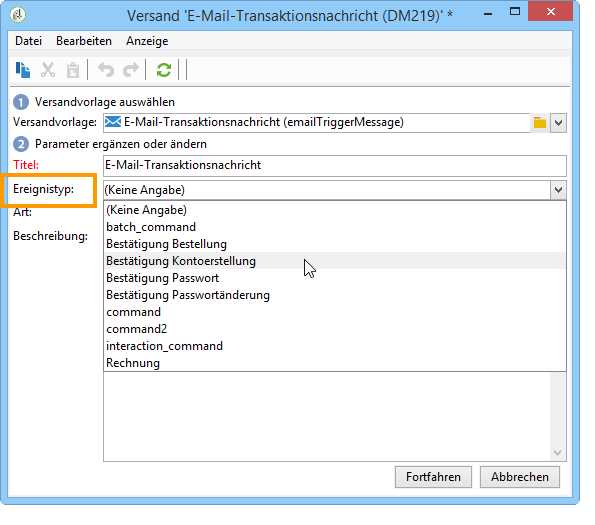 Versand 'E-Mail-Transaktionsnachricht (DM219)' *
Datei Bearbeiten Anzeige
1 Versandvorlage auswählen
Versandvorlage: E-Mail-Transaktionsnachricht (emailTriggerMessage)
2 Parameter ergänzen oder ändern
Titel: E-Mail-Transaktionsnachricht
Ereignistyp: (Keine Angabe)
Art: (Keine Angabe)
batch_command
Beschreibung: Bestätigung Bestellung
Bestätigung Kontoerstellung
Bestätigung Passwort
Bestätigung Passwortänderung
command
command2
interaction_command
Rechnung
Fortfahren Abbrechen